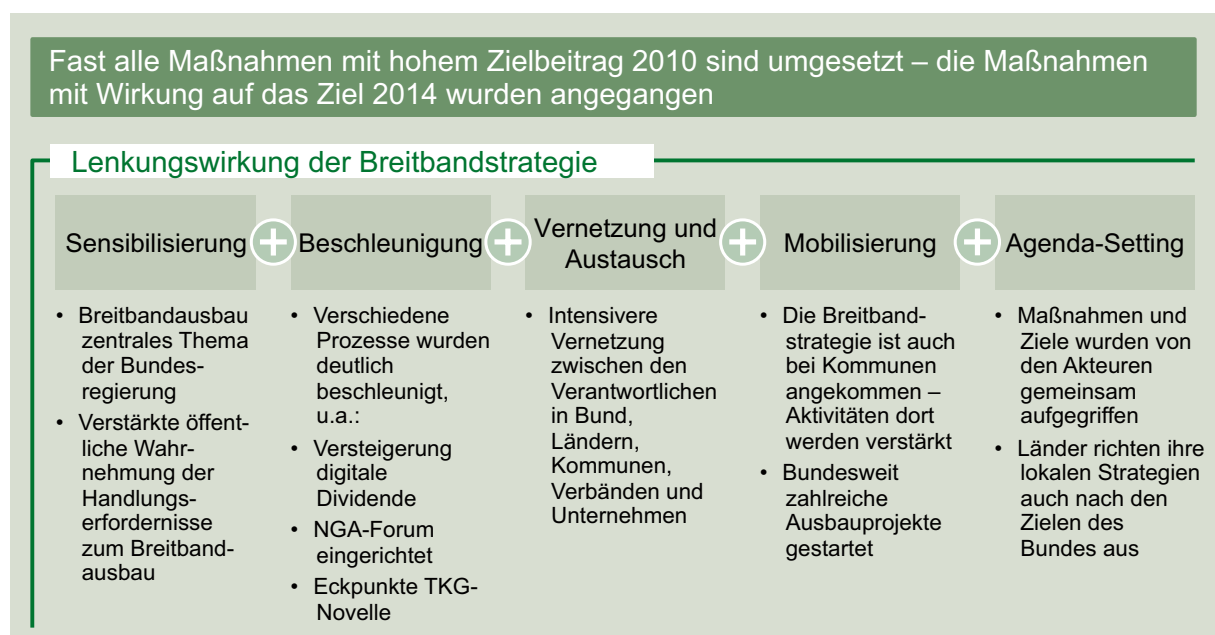 Fast alle Maßnahmen mit hohem Zielbeitrag 2010 sind umgesetzt – die Maßnahmen
mit Wirkung auf das Ziel 2014 wurden angegangen
Lenkungswirkung der Breitbandstrategie
Sensibilisierung
• Breitbandausbau
zentrales Thema
der Bundes-
regierung
• Verstärkte öffent-
liche Wahr-
nehmung der
Handlungs-
erfordernisse
zum Breitband-
ausbau
Beschleunigung
• Verschiedene
Prozesse wurden
deutlich
beschleunigt,
u.a.:
• Versteigerung
digitale
Dividende
• NGA-Forum
eingerichtet
• Eckpunkte TKG-
Novelle
Vernetzung und
Austausch
• Intensivere
Vernetzung
zwischen den
Verantwortlichen
in Bund,
Ländern,
Kommunen,
Verbänden und
Unternehmen
Mobilisierung
• Die Breitband-
strategie ist auch
bei Kommunen
angekommen –
Aktivitäten dort
werden verstärkt
• Bundesweit
zahlreiche
Ausbauprojekte
gestartet
Agenda-Setting
• Maßnahmen und
Ziele wurden von
den Akteuren
gemeinsam
aufgegriffen
• Länder richten ihre
lokalen Strategien
auch nach den
Zielen des
Bundes aus